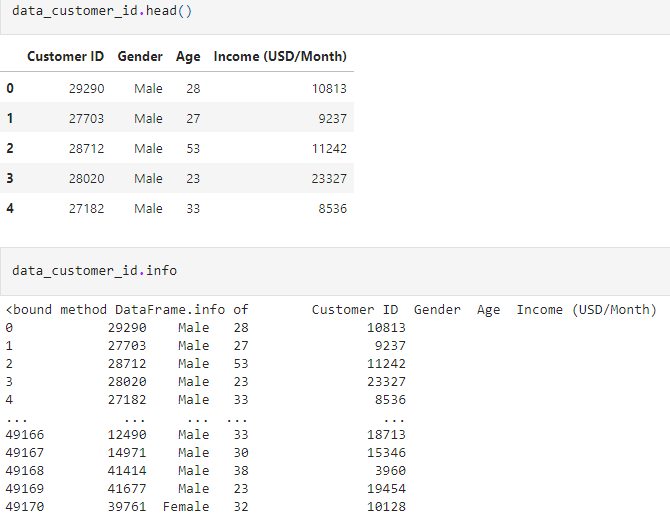 data_customer_id.head()
Customer ID Gender Age Income (USD/Month)
0 29290 Male 28 10813
1 27703 Male 27 9237
2 28712 Male 53 11242
3 28020 Male 23 23327
4 27182 Male 33 8536
data_customer_id.info
<bound method DataFrame.info of        Customer ID  Gender  Age  Income (USD/Month)
0            29290    Male   28               10813
1            27703    Male   27                9237
2            28712    Male   53               11242
3            28020    Male   23               23327
4            27182    Male   33                8536
...            ...     ...  ...                 ...
49166        12490    Male   33               18713
49167        14971    Male   30               15346
49168        41414    Male   38                3960
49169        41677    Male   23               19454
49170        39761  Female   32               10128